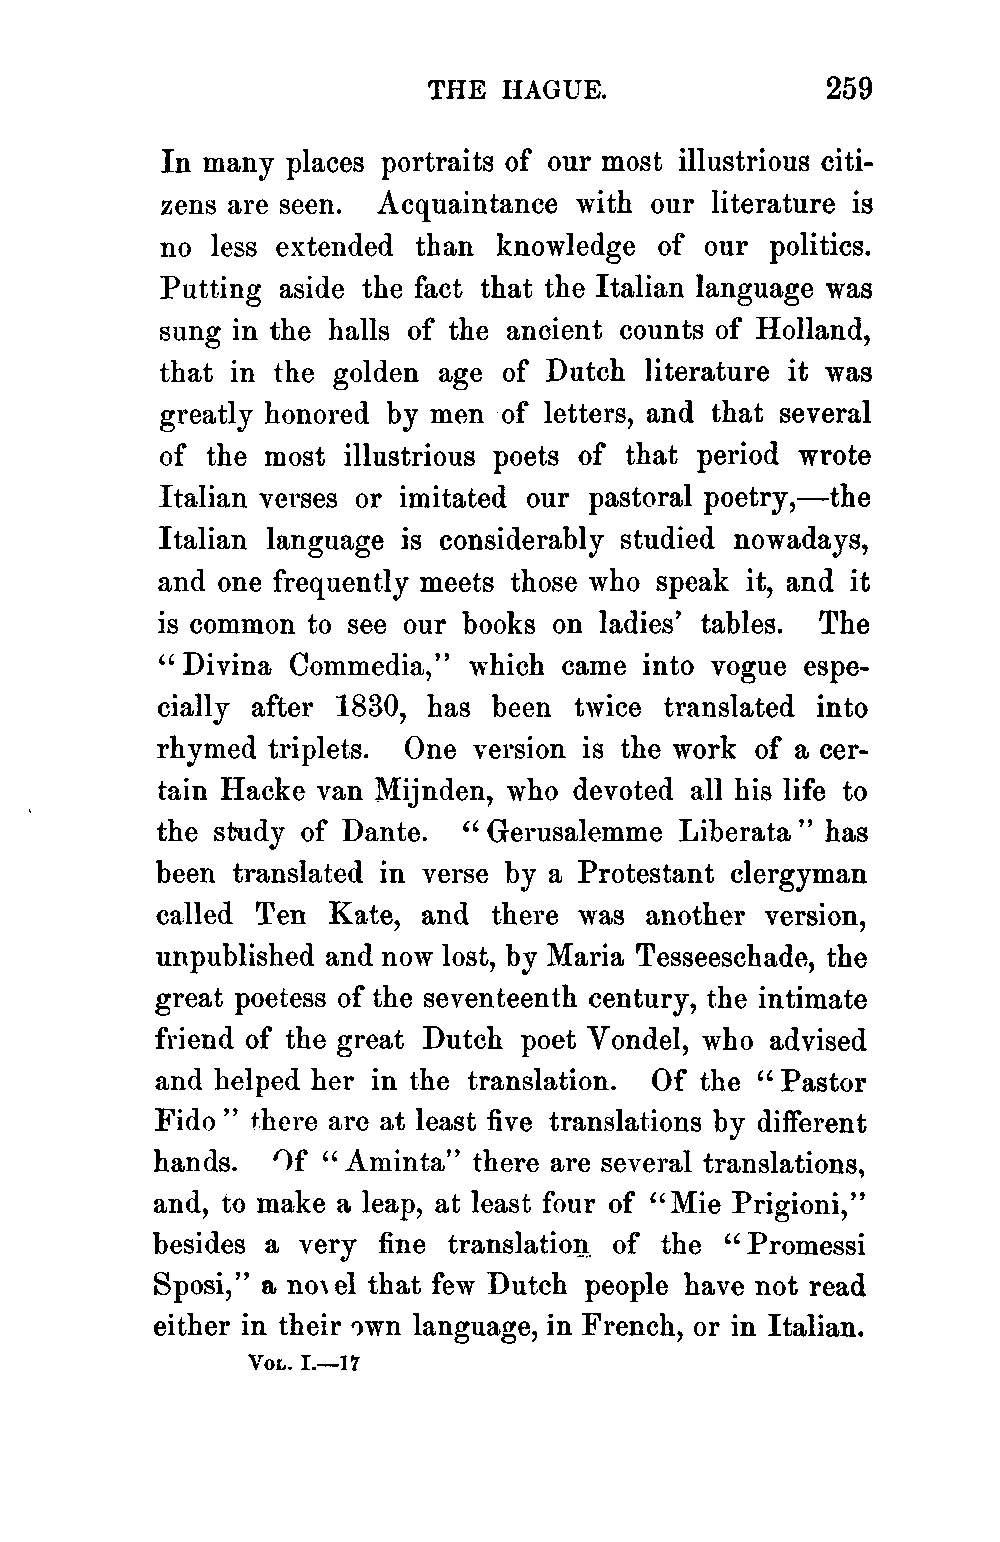 THE HAGUE. 259
In many places portraits of our most illustrious citi-
zens are seen. Acquaintance with our literature is
no less extended than knowledge of our politics.
Putting aside the fact that the Italian language was
sung in the halls of the ancient counts of Holland,
that in the golden age of Dutch literature it was
greatly honored by men of letters, and that several
of the most illustrious poets of that period wrote
Italian verses or imitated our pastoral poetry,—the
Italian language is considerably studied nowadays,
and one frequently meets those who speak it, and it
is common to see our books on ladies’ tables. The
“Divina Commedia,” which came into vogue espe-
cially after 1830, has been twice translated into
rhymed triplets. One version is the work of a cer-
tain Hacke van Mijnden, who devoted all his life to
the study of Dante. “Gerusalemme Liberata” has
been translated in verse by a Protestant clergyman
called Ten Kate, and there was another version,
unpublished and now lost, by Maria Tesseeschade, the
great poetess of the seventeenth century, the intimate
friend of the great Dutch poet Vondel, who advised
and helped her in the translation. Of the “Pastor
Fido” there are at least five translations by different
hands. Of “Aminta” there are several translations,
and, to make a leap, at least four of “Mie Prigioni,”
besides a very fine translation of the “Promessi
Sposi,” a novel that few Dutch people have not read
either in their own language, in French, or in Italian.
VOL. I.—17